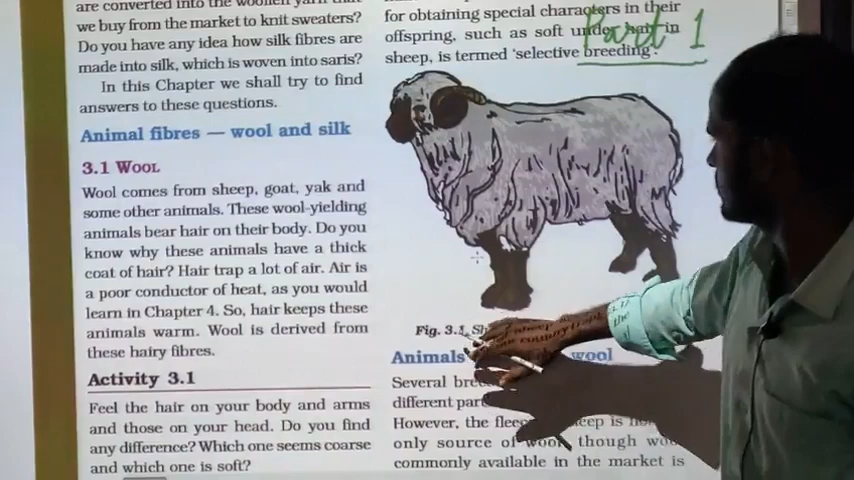 are converted into the woollen yarn that
we buy from the market to knit sweaters?
Do you have any idea how silk fibres are
made into silk, which is woven into saris?
In this Chapter we shall try to find
answers to these questions.
Animal fibres — wool and silk
3.1 WOOL
Wool comes from sheep, goat, yak and
some other animals. These wool-yielding
animals bear hair on their body. Do you
know why these animals have a thick
coat of hair? Hair trap a lot of air. Air is
a poor conductor of heat, as you would
learn in Chapter 4. So, hair keeps these
animals warm. Wool is derived from
these hairy fibres.
Activity 3.1
Feel the hair on your body and arms
and those on your head. Do you find
any difference? Which one seems coarse
and which one is soft?
for obtaining special characters in their
offspring, such as soft under hair in
sheep, is termed 'selective breeding'.
Part 1
Fig. 3.1
Animals wool
Several
different
However, the
only source of wool, though
commonly available in the market is